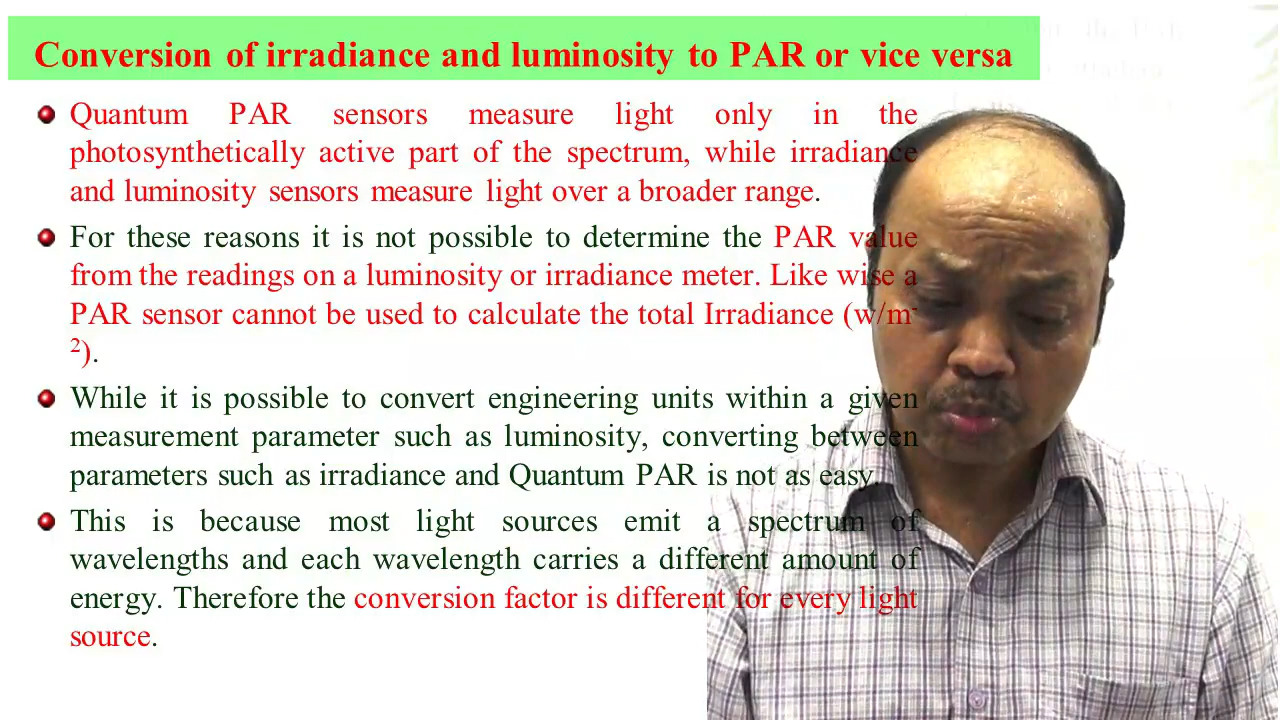 Conversion of irradiance and luminosity to PAR or vice versa
Quantum PAR sensors measure light only in the
photosynthetically active part of the spectrum, while irradiance
and luminosity sensors measure light over a broader range.
For these reasons it is not possible to determine the PAR value
from the readings on a luminosity or irradiance meter. Like wise a
PAR sensor cannot be used to calculate the total Irradiance (w/m-
2).
While it is possible to convert engineering units within a given
measurement parameter such as luminosity, converting between
parameters such as irradiance and Quantum PAR is not as easy.
This is because most light sources emit a spectrum of
wavelengths and each wavelength carries a different amount of
energy. Therefore the conversion factor is different for every light
source.